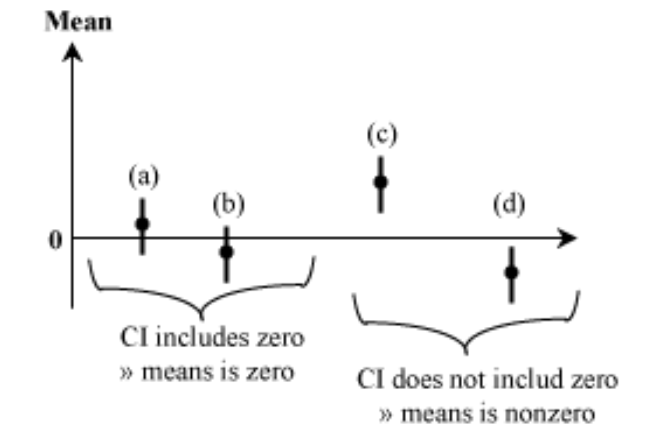 Mean
(c)
(a)
(b)
(d)
0
CI includes zero
» means is zero
CI does not includ zero
» means is nonzero